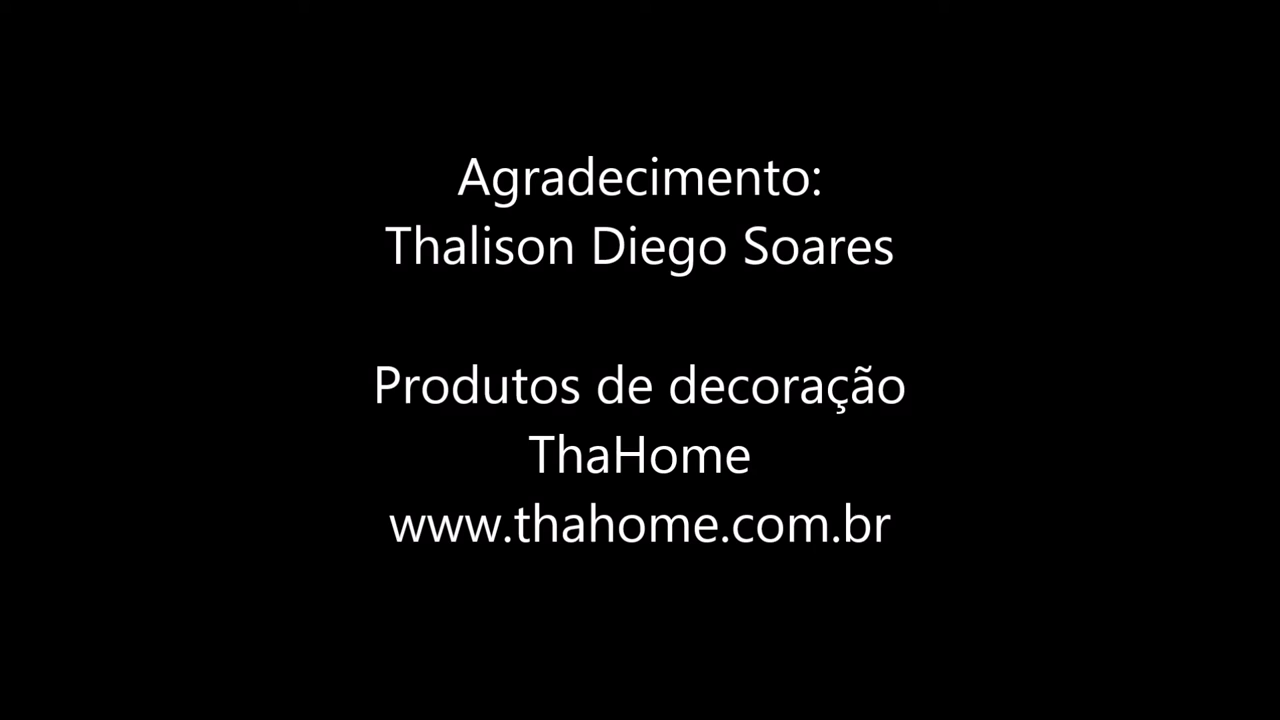 Agradecimento:
Thalison Diego Soares
Produtos de decoração
ThaHome
www.thahome.com.br